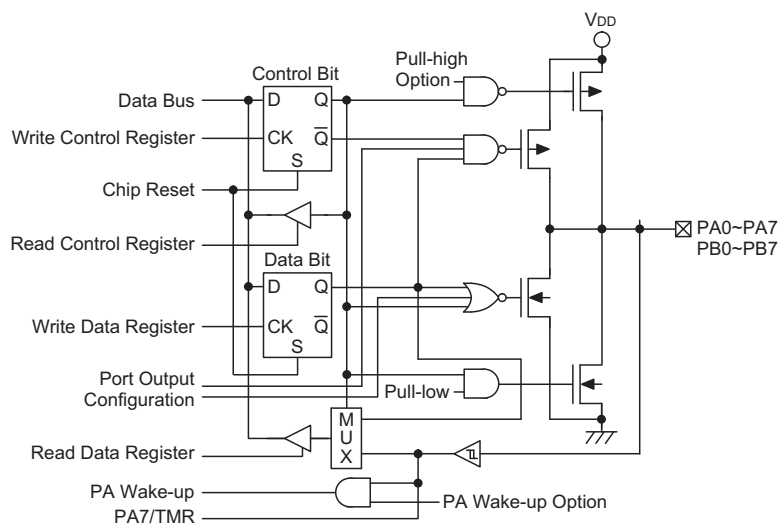 VDD
Pull-high
Option
Control Bit
Data Bus
D
Q
Write Control Register
CK
Q
S
Chip Reset
PA0~PA7
PB0~PB7
Read Control Register
Data Bit
D
Q
Write Data Register
CK
Q
S
Port Output
Configuration
Pull-low
M
U
X
Read Data Register
PA Wake-up
PA Wake-up Option
PA7/TMR